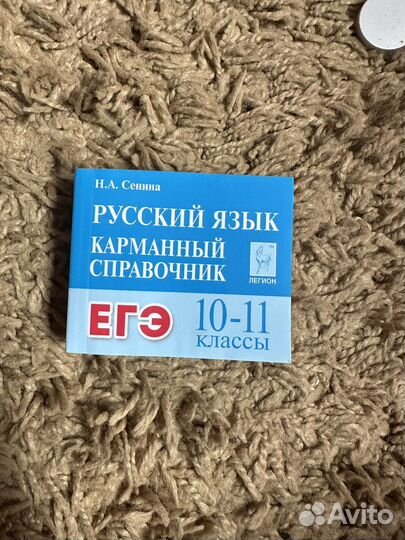 Н.А. Сенина
РУССКИЙ ЯЗЫК
КАРМАННЫЙ
СПРАВОЧНИК
ЛЕГИОН
ЕГЭ
10-11
классы
Avito